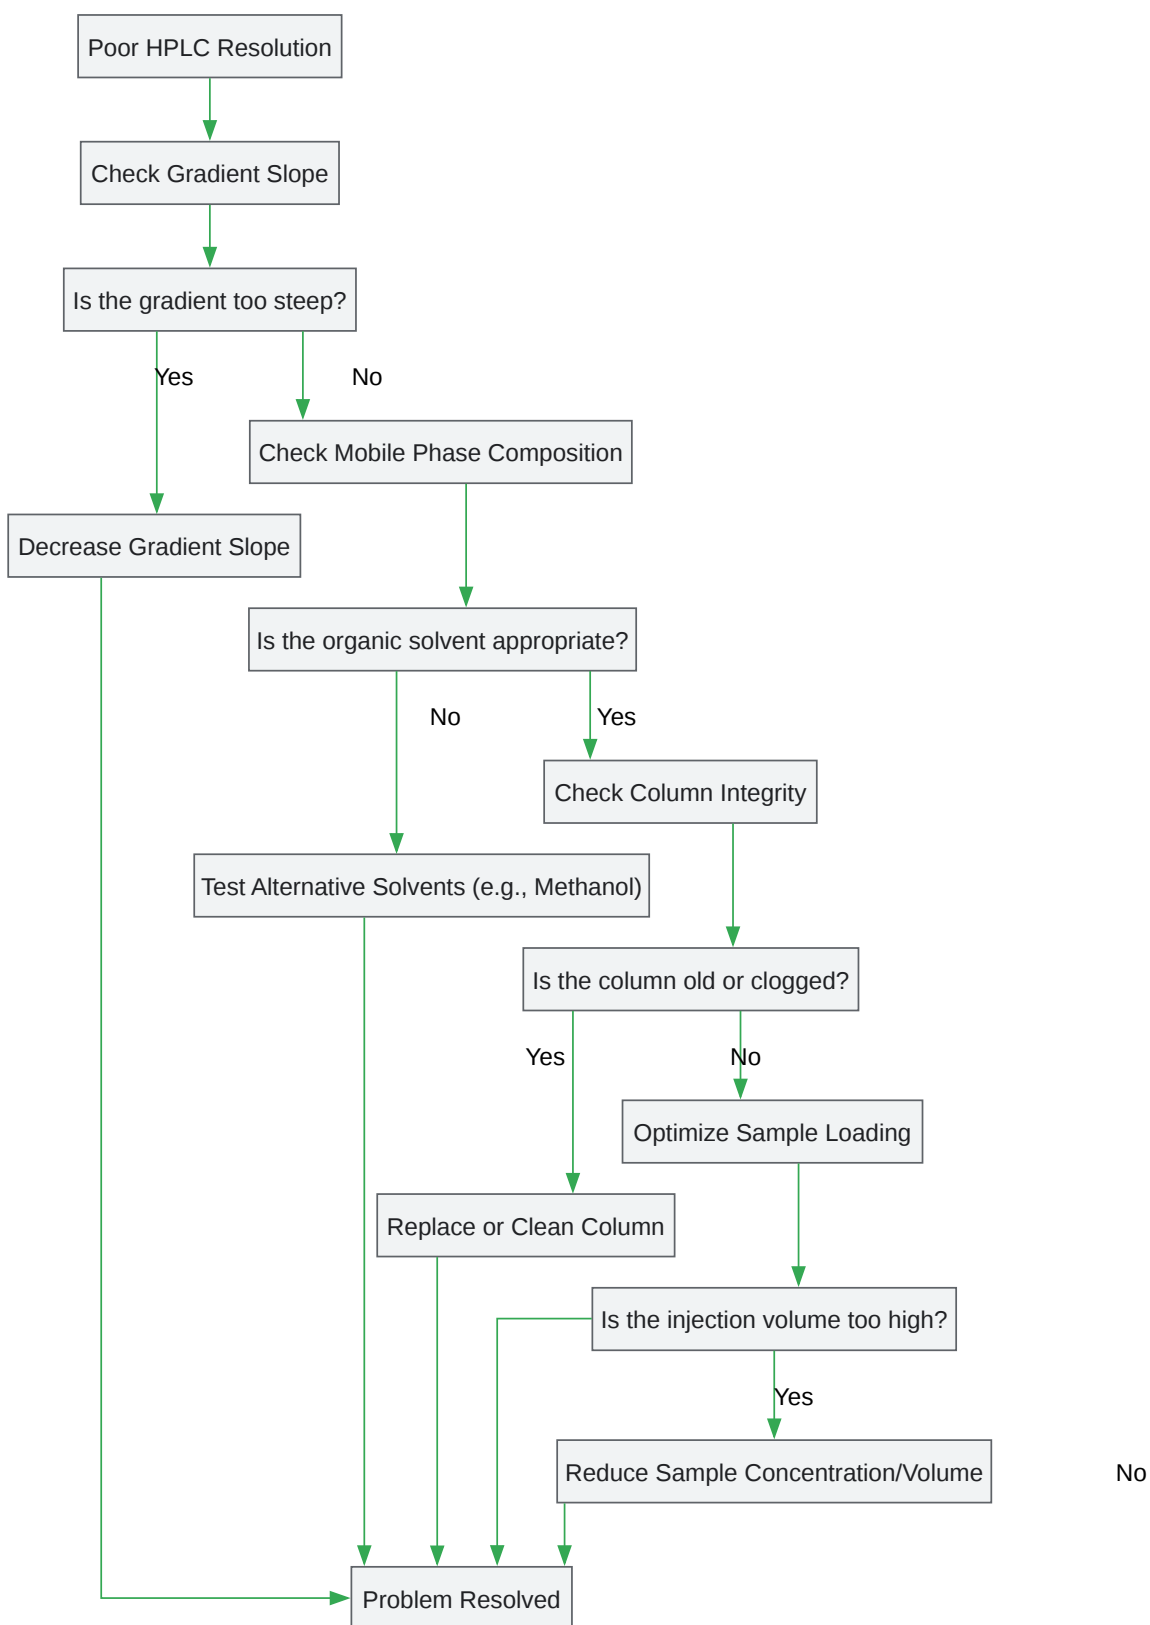 Poor HPLC Resolution
Check Gradient Slope
Is the gradient too steep?
Yes
No
Check Mobile Phase Composition
Decrease Gradient Slope
Is the organic solvent appropriate?
No
Yes
Check Column Integrity
Test Alternative Solvents (e.g., Methanol)
Is the column old or clogged?
Yes
No
Optimize Sample Loading
Replace or Clean Column
Is the injection volume too high?
Yes
Reduce Sample Concentration/Volume
No
Problem Resolved